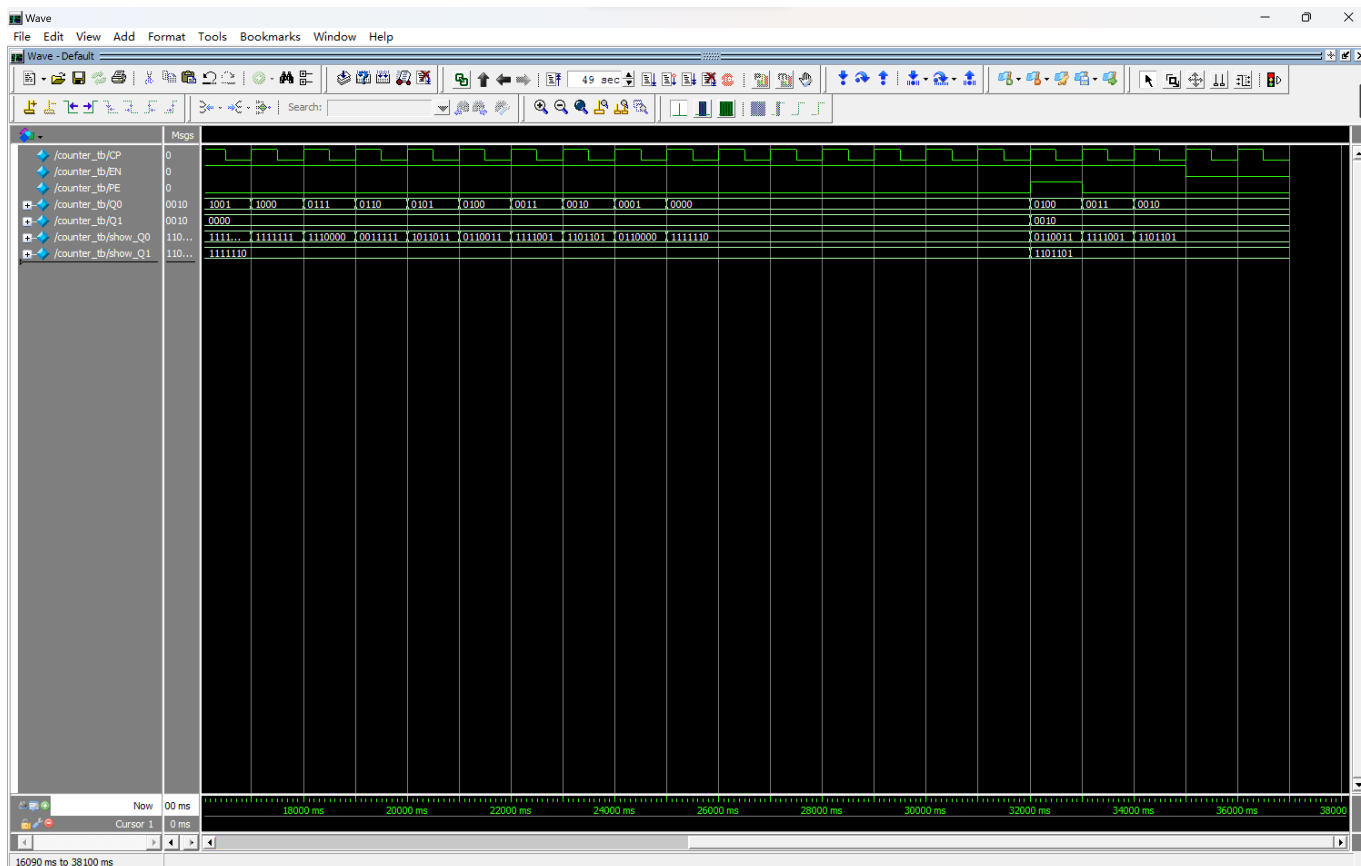 Wave
File Edit View Add Format Tools Bookmarks Window Help
Wave - Default
49 sec
Search:
Msgs
/counter_tb/CP 0
/counter_tb/EN 0
/counter_tb/PE 0
/counter_tb/Q0 0010 1001 1000 0111 0110 0101 0100 0011 0010 0001 0000 0100 0011 0010
/counter_tb/Q1 0010 0000 0010
/counter_tb/show_Q0 110... 1111... 1111111 1110000 0011111 1011011 0110011 1111001 1101101 0110000 1111110 0110011 1111001 1101101
/counter_tb/show_Q1 110... 1111110 1101101
Now 00 ms 18000 ms 20000 ms 22000 ms 24000 ms 26000 ms 28000 ms 30000 ms 32000 ms 34000 ms 36000 ms 38000
Cursor 1 0 ms
16090 ms to 38100 ms